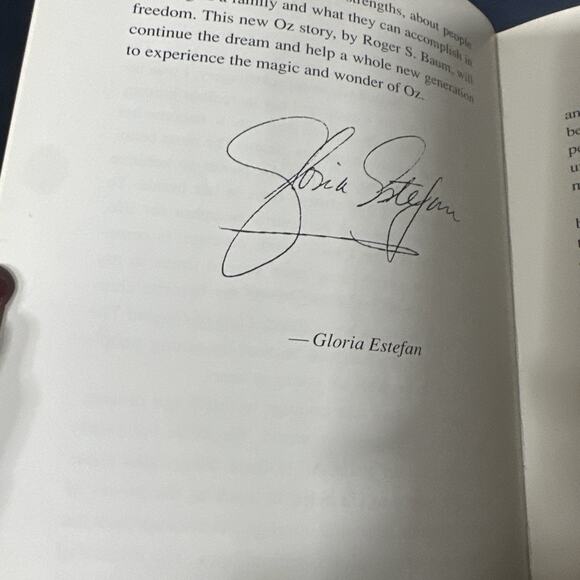 family and what they can accomplish in
strengths, about people
freedom. This new Oz story, by Roger S. Baum, will
continue the dream and help a whole new generation
to experience the magic and wonder of Oz.
Gloria Estefan
— Gloria Estefan
an
be